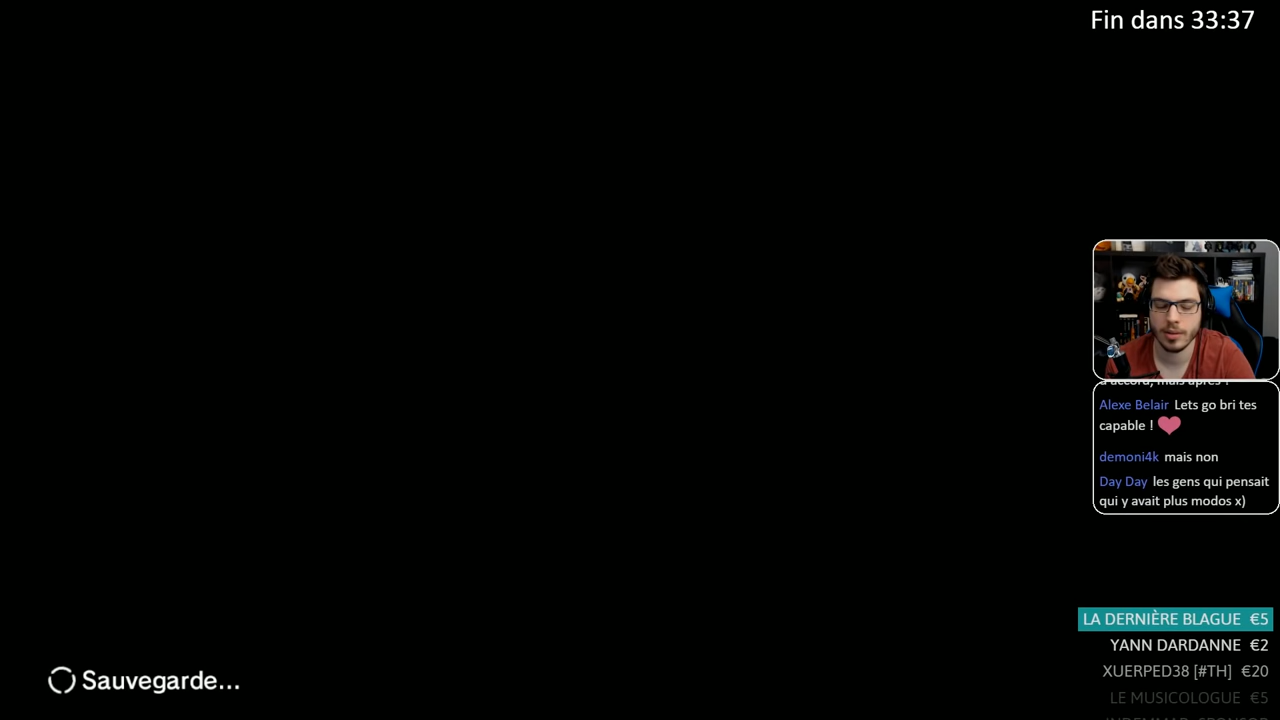 Fin dans 33:37
Alexe Belair Lets go bri tes
capable !
demoni4k mais non
Day Day les gens qui pensait
qui y avait plus modos x)
LA DERNIÈRE BLAGUE €5
YANN DARDANNE €2
XUERPED38 [#TH] €20
LE MUSICOLOGUE €5
Sauvegarde...